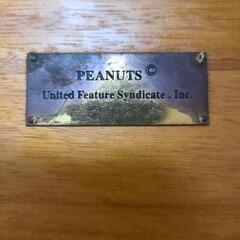 PEANUTS ©
United Feature Syndicate . Inc.